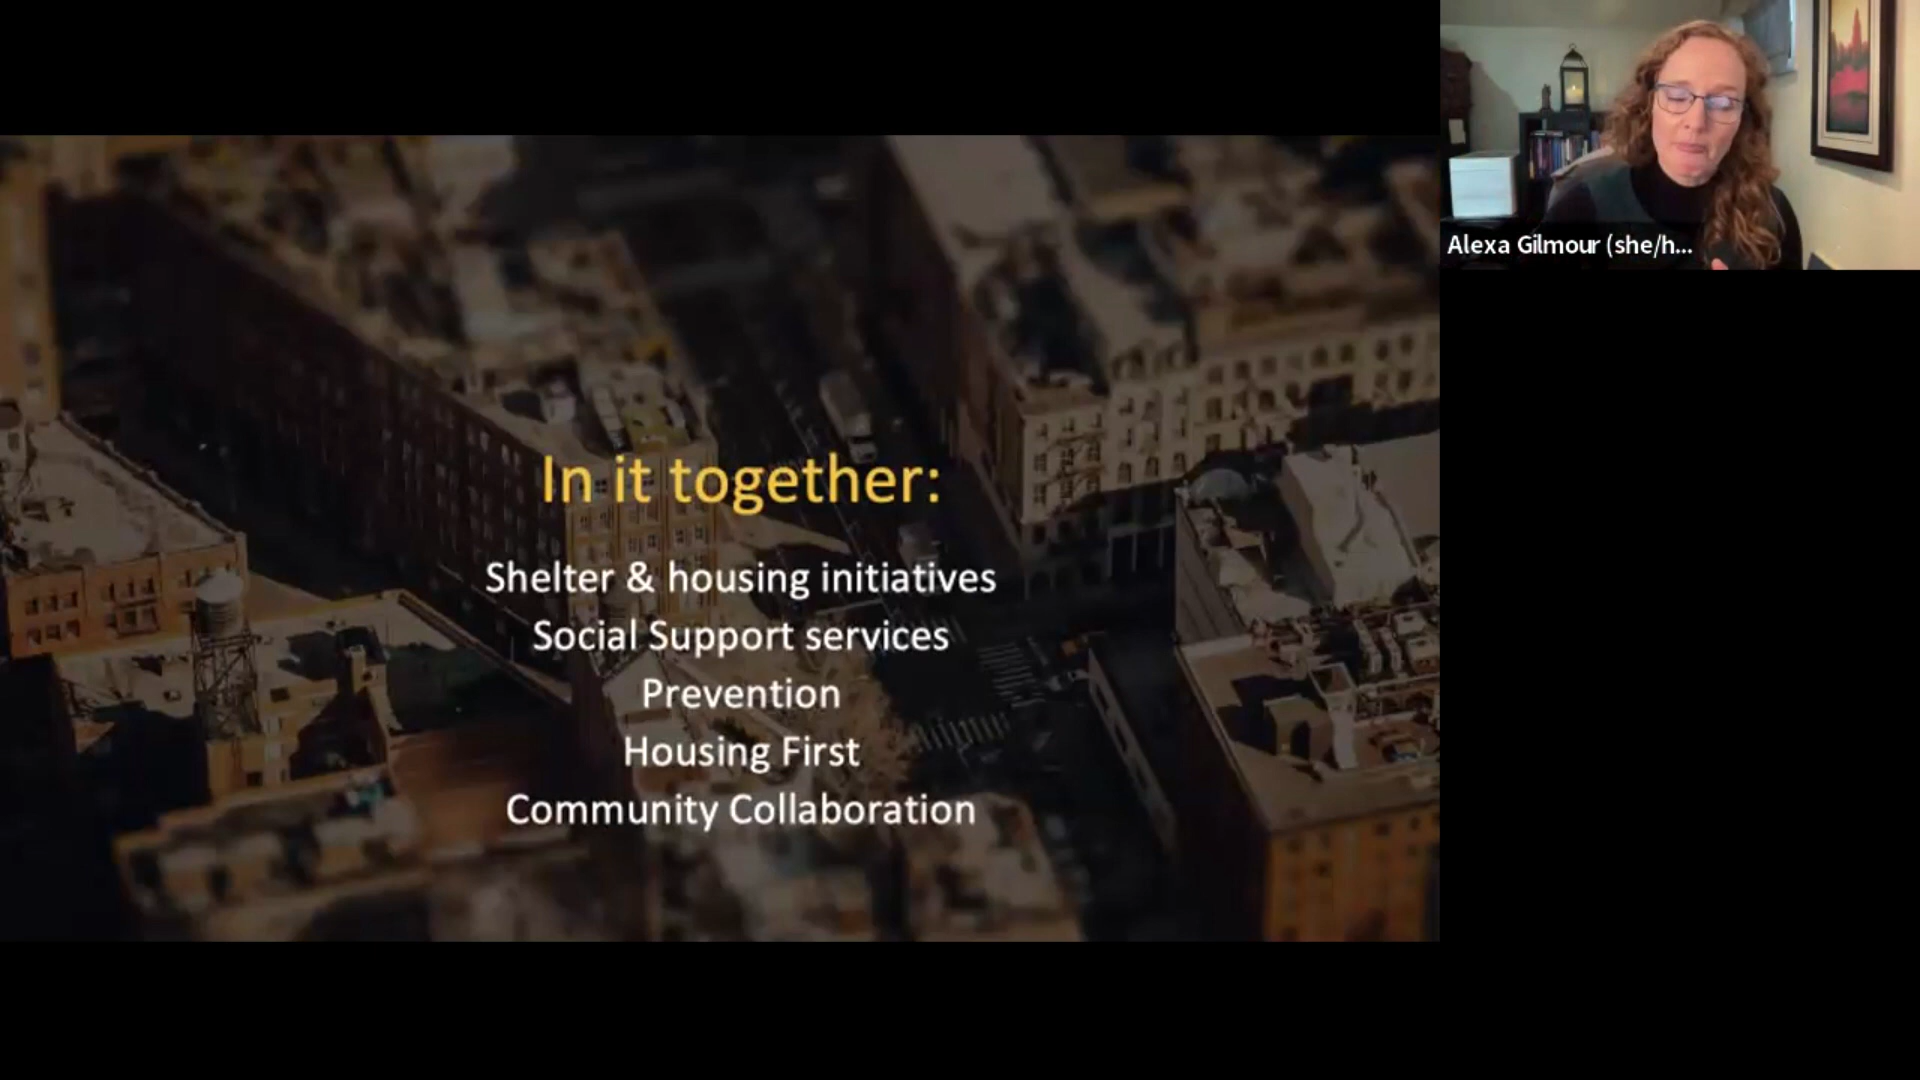 In it together:
Shelter & housing initiatives
Social Support services
Prevention
Housing First
Community Collaboration
Alexa Gilmour (she/h...